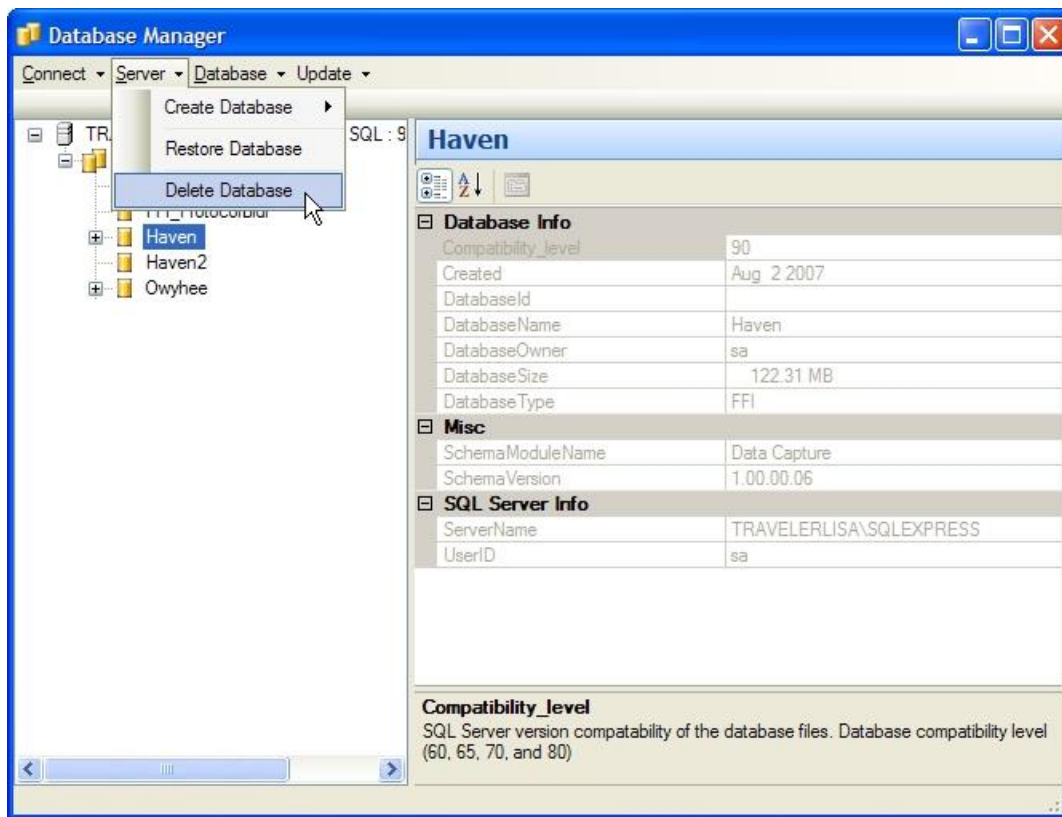 Database Manager
Connect Server Database Update
Create Database
Restore Database
Delete Database
TR
SQL : 9
Haven
Haven2
Owyhee
Haven
Database Info
Compatibility_level 90
Created Aug 2 2007
DatabaseId
DatabaseName Haven
DatabaseOwner sa
DatabaseSize 122.31 MB
DatabaseType FFI
Misc
SchemaModuleName Data Capture
SchemaVersion 1.00.00.06
SQL Server Info
ServerName TRAVELERLISA\SQLEXPRESS
UserID sa
Compatibility_level
SQL Server version compatability of the database files. Database compatibility level
(60, 65, 70, and 80)